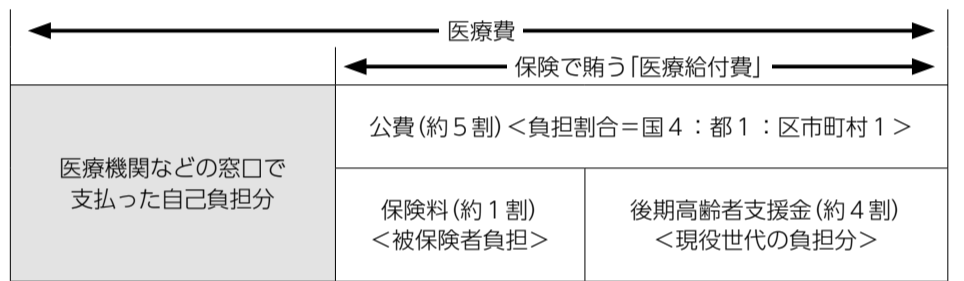 医療費
保険で賄う「医療給付費」
公費（約５割）＜負担割合＝国４：都１：区市町村１＞
医療機関などの窓口で
支払った自己負担分
保険料（約１割）
＜被保険者負担＞
後期高齢者支援金（約４割）
＜現役世代の負担分＞